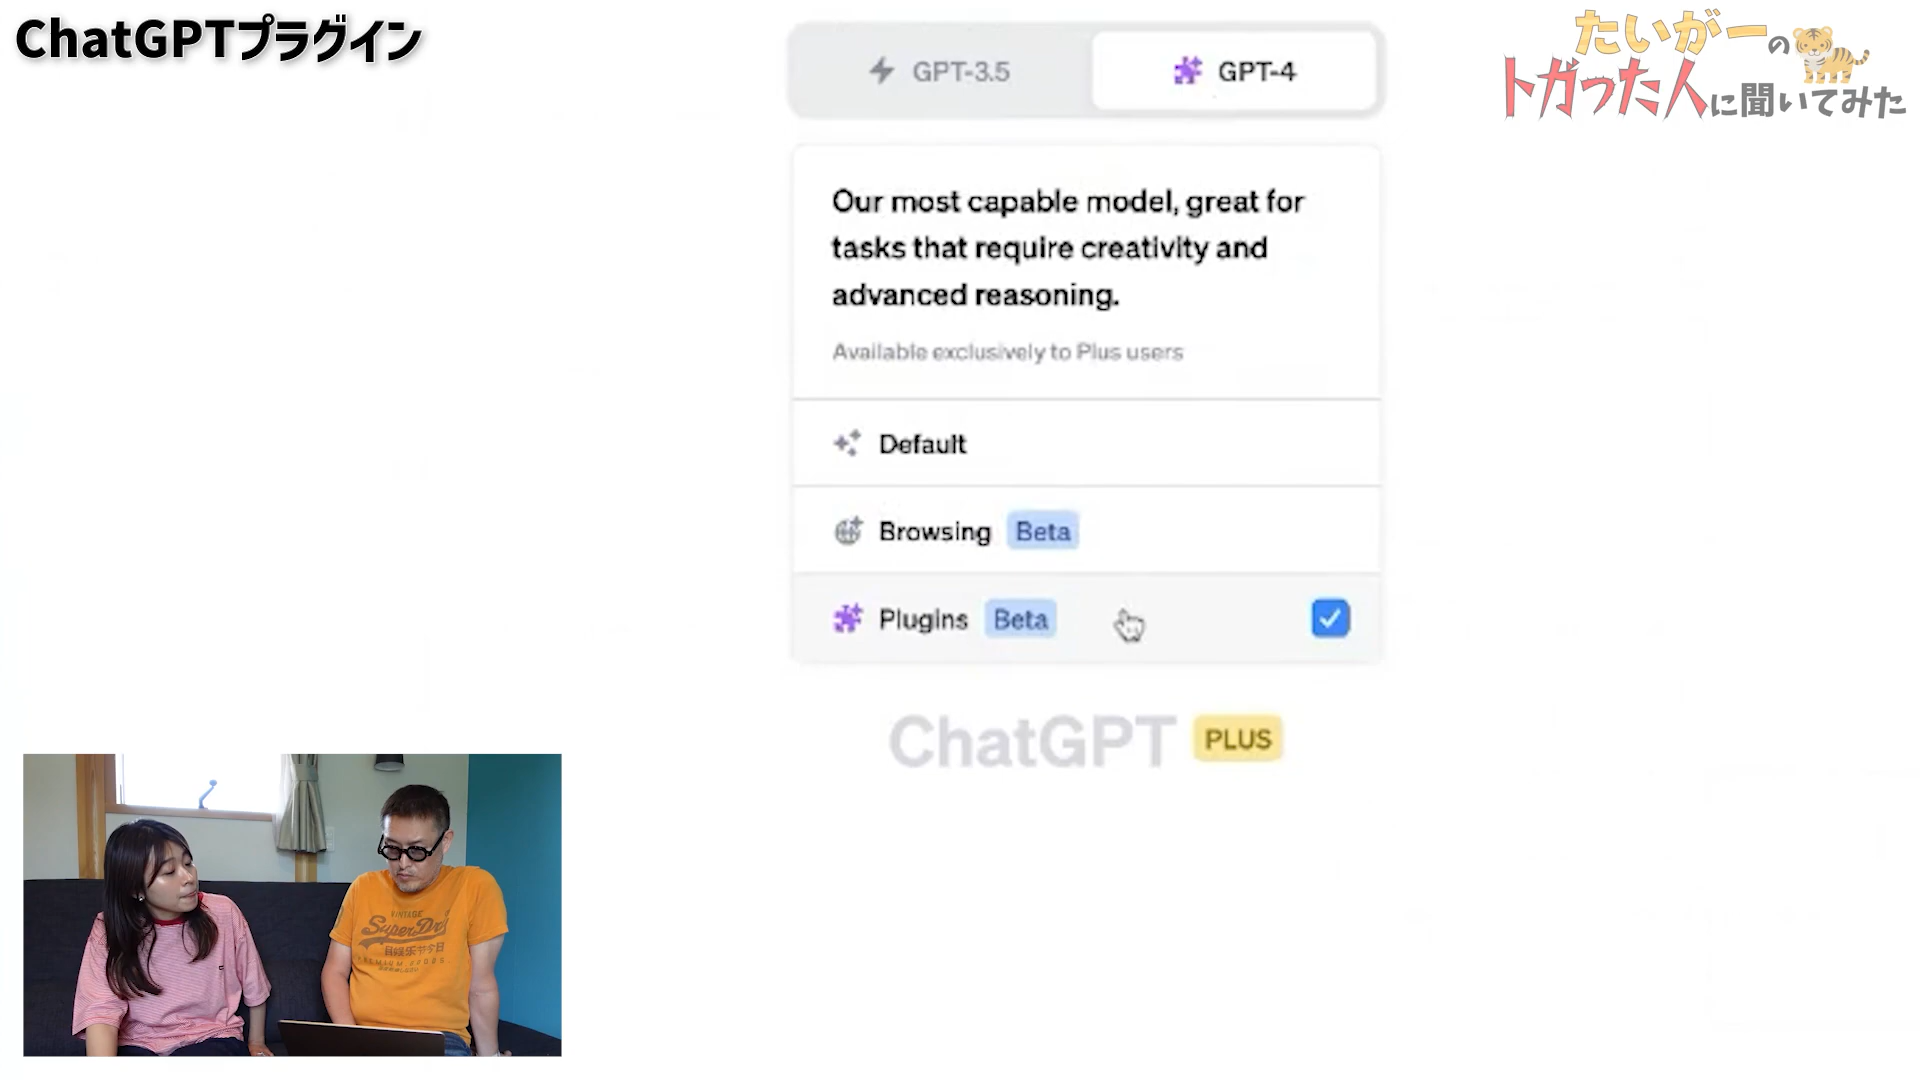 ChatGPTプラグイン
たいがーの
トガった人に聞いてみた
GPT-3.5
GPT-4
Our most capable model, great for
tasks that require creativity and
advanced reasoning.
Available exclusively to Plus users
Default
Browsing Beta
Plugins Beta
ChatGPT PLUS
VINTAGE
SuperDry